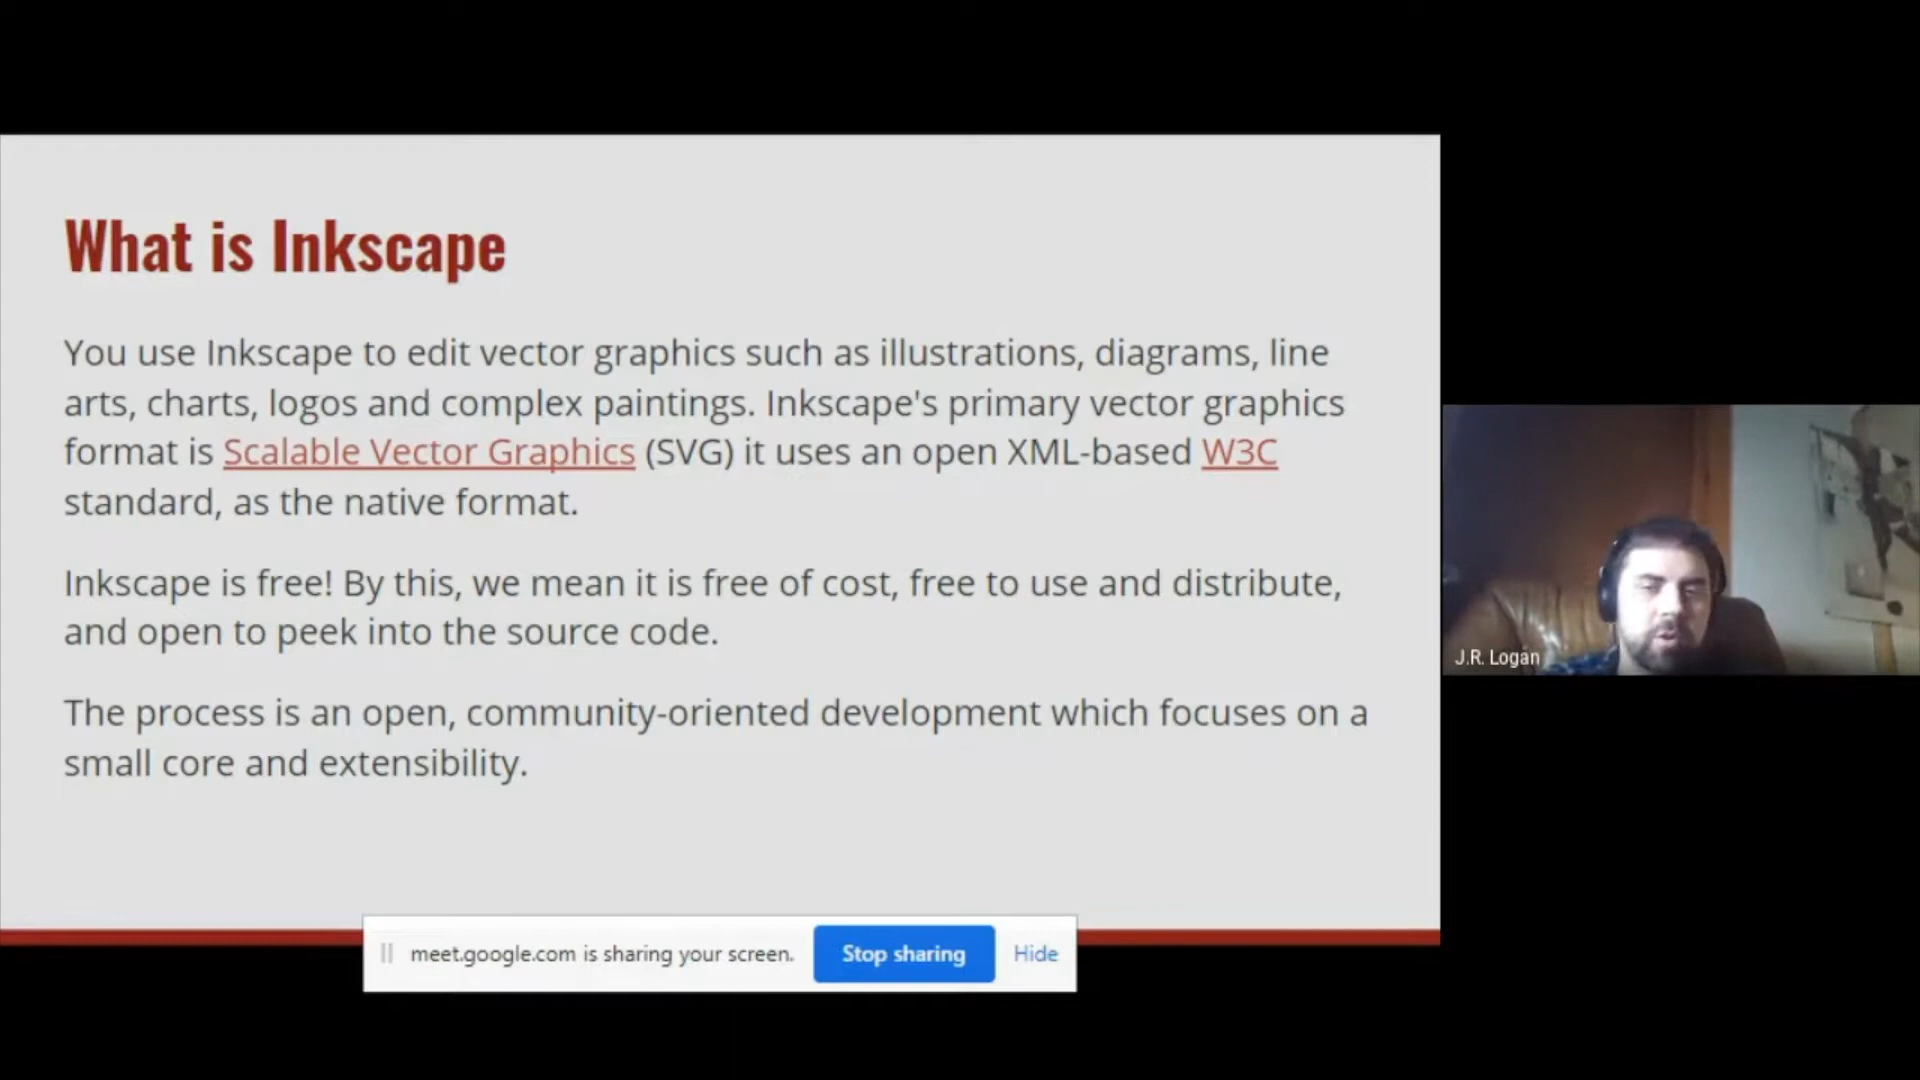 What is Inkscape
You use Inkscape to edit vector graphics such as illustrations, diagrams, line
arts, charts, logos and complex paintings. Inkscape's primary vector graphics
format is Scalable Vector Graphics (SVG) it uses an open XML-based W3C
standard, as the native format.
Inkscape is free! By this, we mean it is free of cost, free to use and distribute,
and open to peek into the source code.
The process is an open, community-oriented development which focuses on a
small core and extensibility.
J.R. Logan
meet.google.com is sharing your screen. Stop sharing Hide